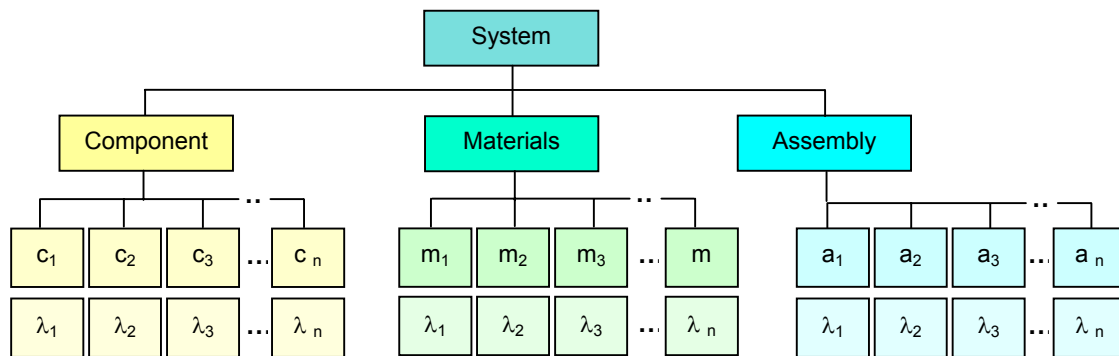 System
Component Materials Assembly
.. .. ..
c₁ c₂ c₃ ... c n m₁ m₂ m₃ ... m a₁ a₂ a₃ ... a n
λ₁ λ₂ λ₃ ... λ n λ₁ λ₂ λ₃ ... λ n λ₁ λ₂ λ₃ ... λ n